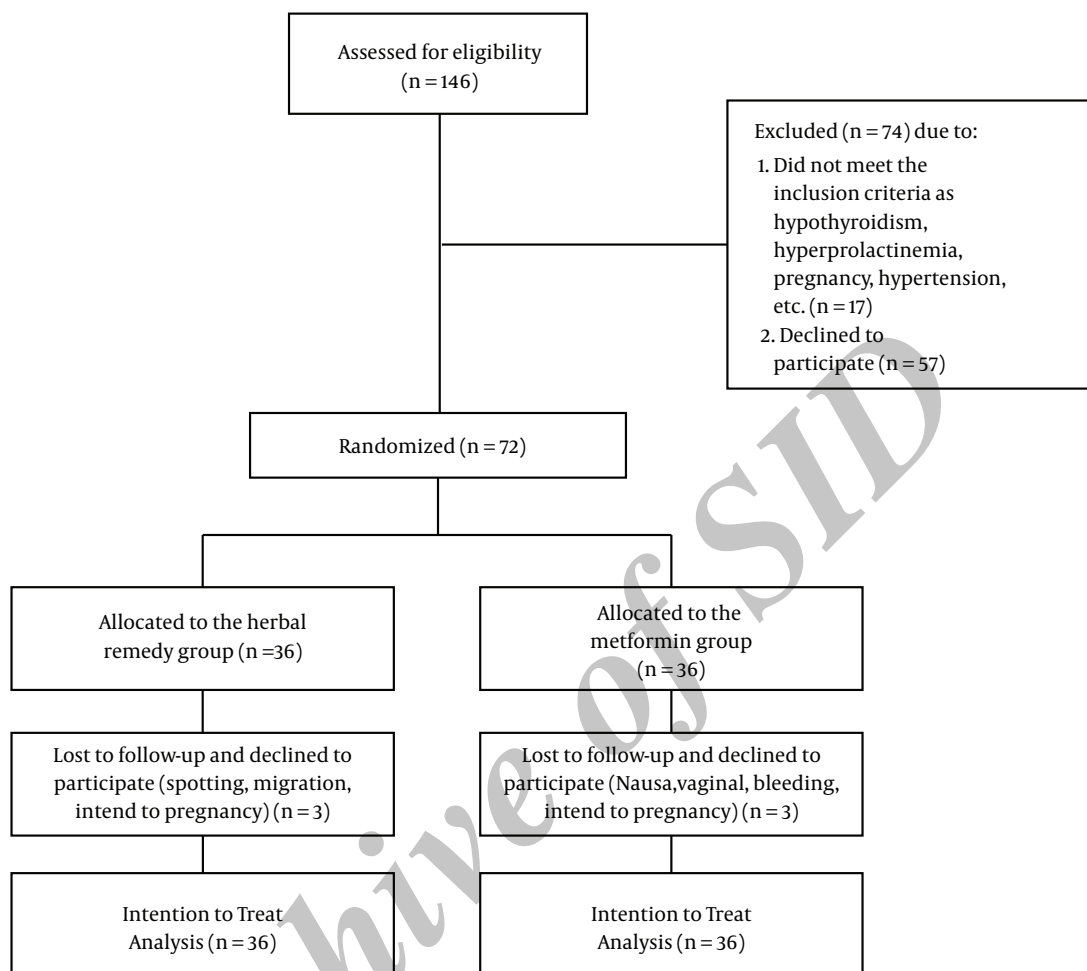 Assessed for eligibility
(n = 146)
Excluded (n = 74) due to:
1. Did not meet the
inclusion criteria as
hypothyroidism,
hyperprolactinemia,
pregnancy, hypertension,
etc. (n = 17)
2. Declined to
participate (n = 57)
Randomized (n = 72)
Allocated to the herbal
remedy group (n =36)
Allocated to the
metformin group
(n = 36)
Lost to follow-up and declined to
participate (spotting, migration,
intend to pregnancy) (n = 3)
Lost to follow-up and declined to
participate (Nausa,vaginal, bleeding,
intend to pregnancy) (n = 3)
Intention to Treat
Analysis (n = 36)
Intention to Treat
Analysis (n = 36)
hive of SID